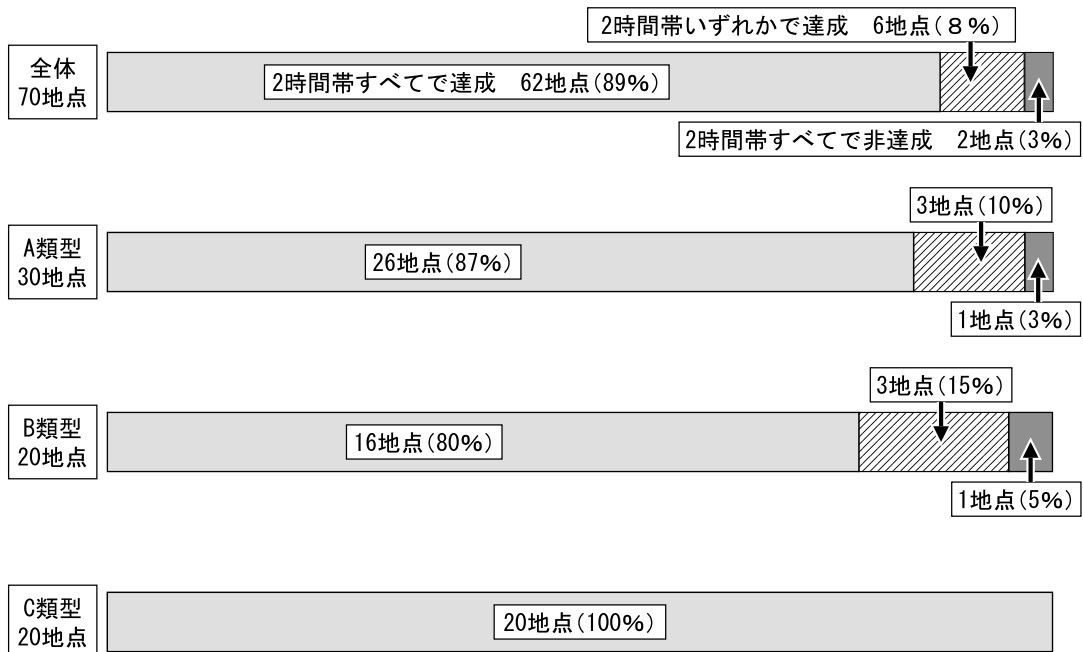 2時間帯いずれかで達成　6地点(８％)
全体
70地点
2時間帯すべてで達成　62地点(89%)
2時間帯すべてで非達成　2地点(3%)
3地点(10%)
A類型
30地点
26地点(87%)
1地点(3%)
3地点(15%)
B類型
20地点
16地点(80%)
1地点(5%)
C類型
20地点
20地点(100%)